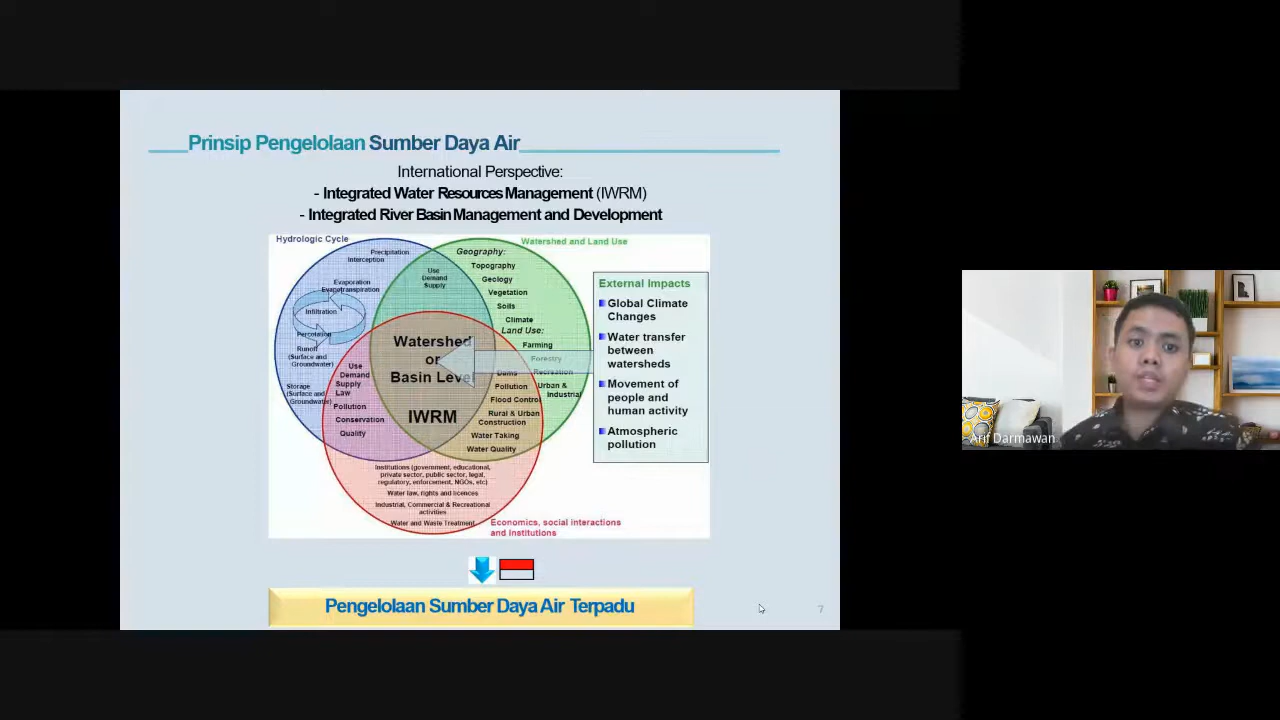 Prinsip Pengelolaan Sumber Daya Air
International Perspective:
- Integrated Water Resources Management (IWRM)
- Integrated River Basin Management and Development
Hydrologic Cycle
Precipitation
Interception
Evaporation
Evapotranspiration
Infiltration
Percolation
Runoff
(Surface and
Groundwater)
Storage
(Surface and
Groundwater)
Use
Demand
Supply
Watershed and Land Use
Geography:
Topography
Geology
Vegetation
Soils
Climate
Land Use:
Farming
Forestry
Recreation
Urban &
Industrial
Watershed
or
Basin Level
IWRM
Use
Demand
Supply
Law
Pollution
Conservation
Quality
Dams
Pollution
Flood Control
Rural & Urban
Construction
Water Taking
Water Quality
Institutions (government, educational,
private sector, public sector, legal,
regulatory, enforcement, NGOs, etc)
Water law, rights and licences
Industrial, Commercial & Recreational
activities
Water and Waste Treatment
Economics, social interactions
and Institutions
External Impacts
Global Climate
Changes
Water transfer
between
watersheds
Movement of
people and
human activity
Atmospheric
pollution
Pengelolaan Sumber Daya Air Terpadu
7
Arif Darmawan